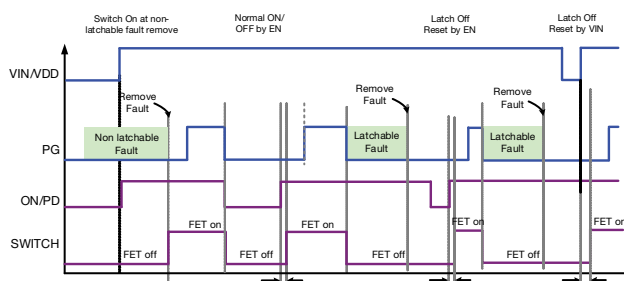 Switch On at non-
latchable fault remove
Normal ON/
OFF by EN
Latch Off
Reset by EN
Latch Off
Reset by VIN
VIN/VDD
Remove
Fault
Remove
Fault
Remove
Fault
Non latchable
Fault
Latchable
Fault
Latchable
Fault
PG
ON/PD
FET on
FET on
FET on
FET on
SWITCH
FET off
FET off
FET off
FET off